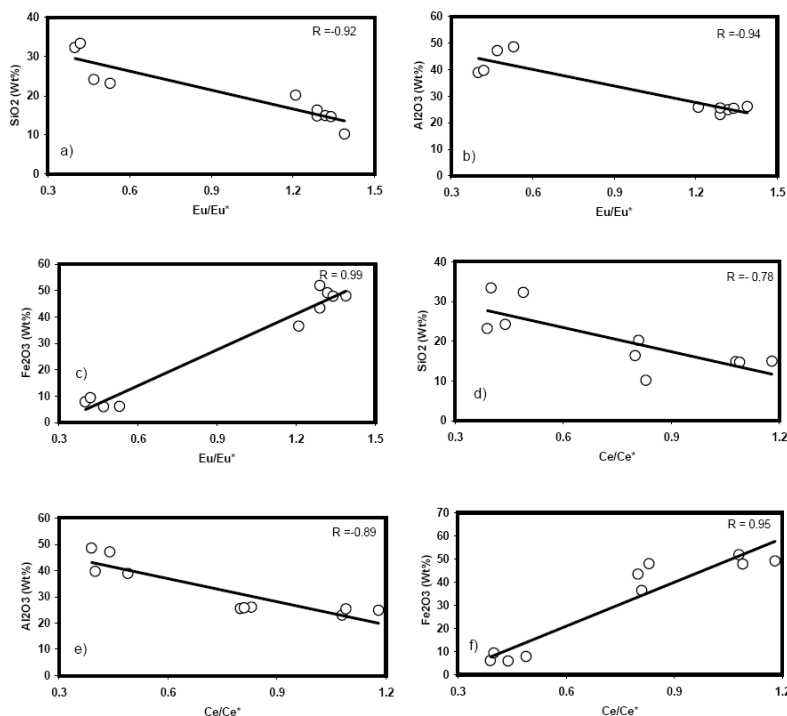 R =-0.92
40
30
20
10
0
SiO2 (Wt%)
a)
0.3 0.6 0.9 1.2 1.5
Eu/Eu*
R =-0.94
60
50
40
30
20
10
0
Al2O3 (Wt%)
b)
0.3 0.6 0.9 1.2 1.5
Eu/Eu*
R = 0.99
60
50
40
30
20
10
0
Fe2O3 (Wt%)
c)
0.3 0.6 0.9 1.2 1.5
Eu/Eu*
R =- 0.78
40
30
20
10
0
SiO2 (Wt%)
d)
0.3 0.6 0.9 1.2
Ce/Ce*
R =-0.89
60
50
40
30
20
10
0
Al2O3 (Wt%)
e)
0.3 0.6 0.9 1.2
Ce/Ce*
R = 0.95
70
60
50
40
30
20
10
0
Fe2O3 (Wt%)
f)
0.3 0.6 0.9 1.2
Ce/Ce*